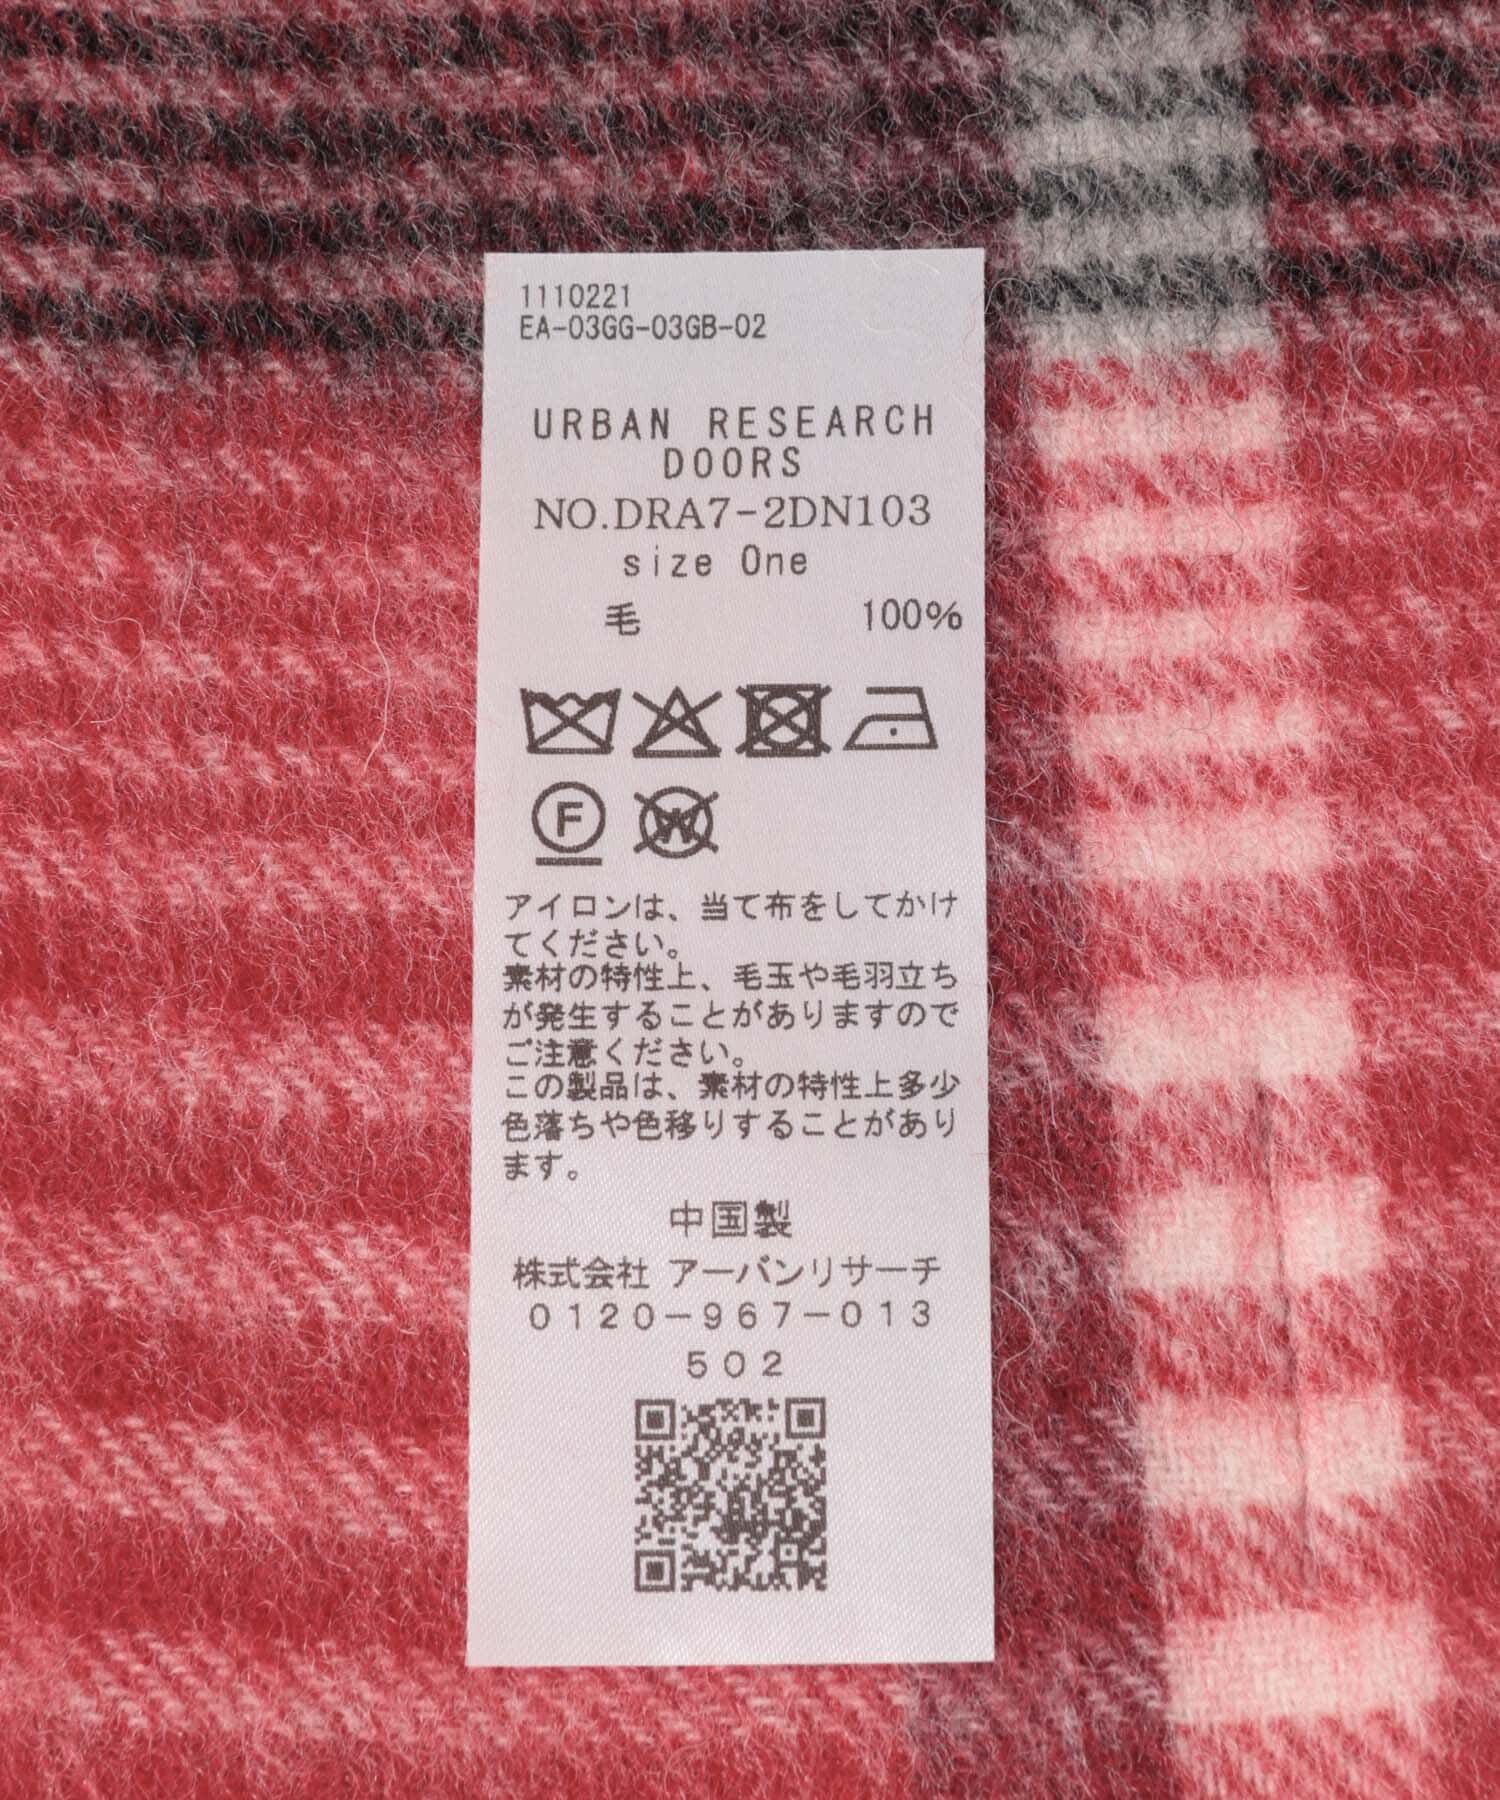 1110221
EA-03GG-03GB-02
URBAN RESEARCH
DOORS
NO.DRA7-2DN103
size One
毛 100%
F W
アイロンは、当て布をしてかけ
てください。
素材の特性上、毛玉や毛羽立ち
が発生することがありますので
ご注意ください。
この製品は、素材の特性上多少
色落ちや色移りすることがあり
ます。
中国製
株式会社 アーバンリサーチ
0120-967-013
502